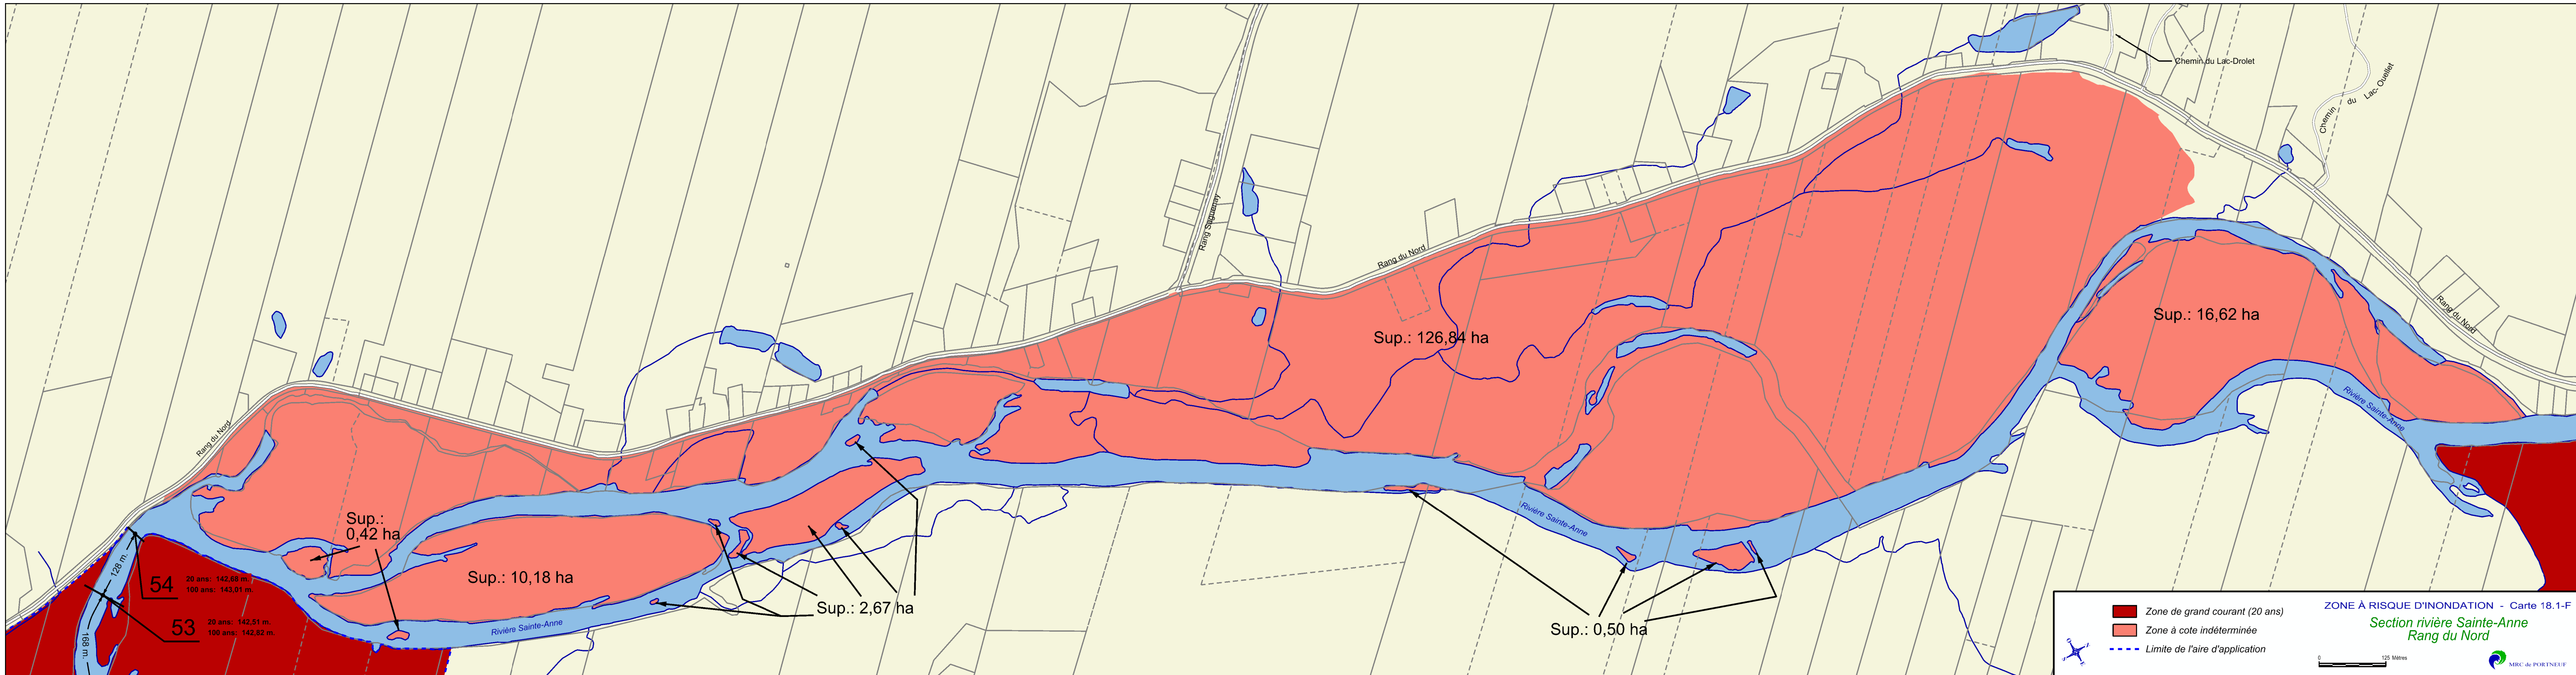 Chemin du Lac-Drolet
Chemin du Lac-Ouellet
Rang Saguenay
Rang du Nord
Sup.: 126,84 ha
Sup.: 16,62 ha
Rang du Nord
Rivière Sainte-Anne
Rang du Nord
Sup.:
0,42 ha
Rivière Sainte-Anne
128 m.
54
20 ans: 142,68 m.
100 ans: 143,01 m.
Sup.: 10,18 ha
Sup.: 2,67 ha
53
20 ans: 142,51 m.
100 ans: 142,82 m.
Rivière Sainte-Anne
Sup.: 0,50 ha
168 m.
Zone de grand courant (20 ans)
Zone à cote indéterminée
Limite de l'aire d'application
ZONE À RISQUE D'INONDATION - Carte 18.1-F
Section rivière Sainte-Anne
Rang du Nord
0 125 Mètres
MRC de PORTNEUF